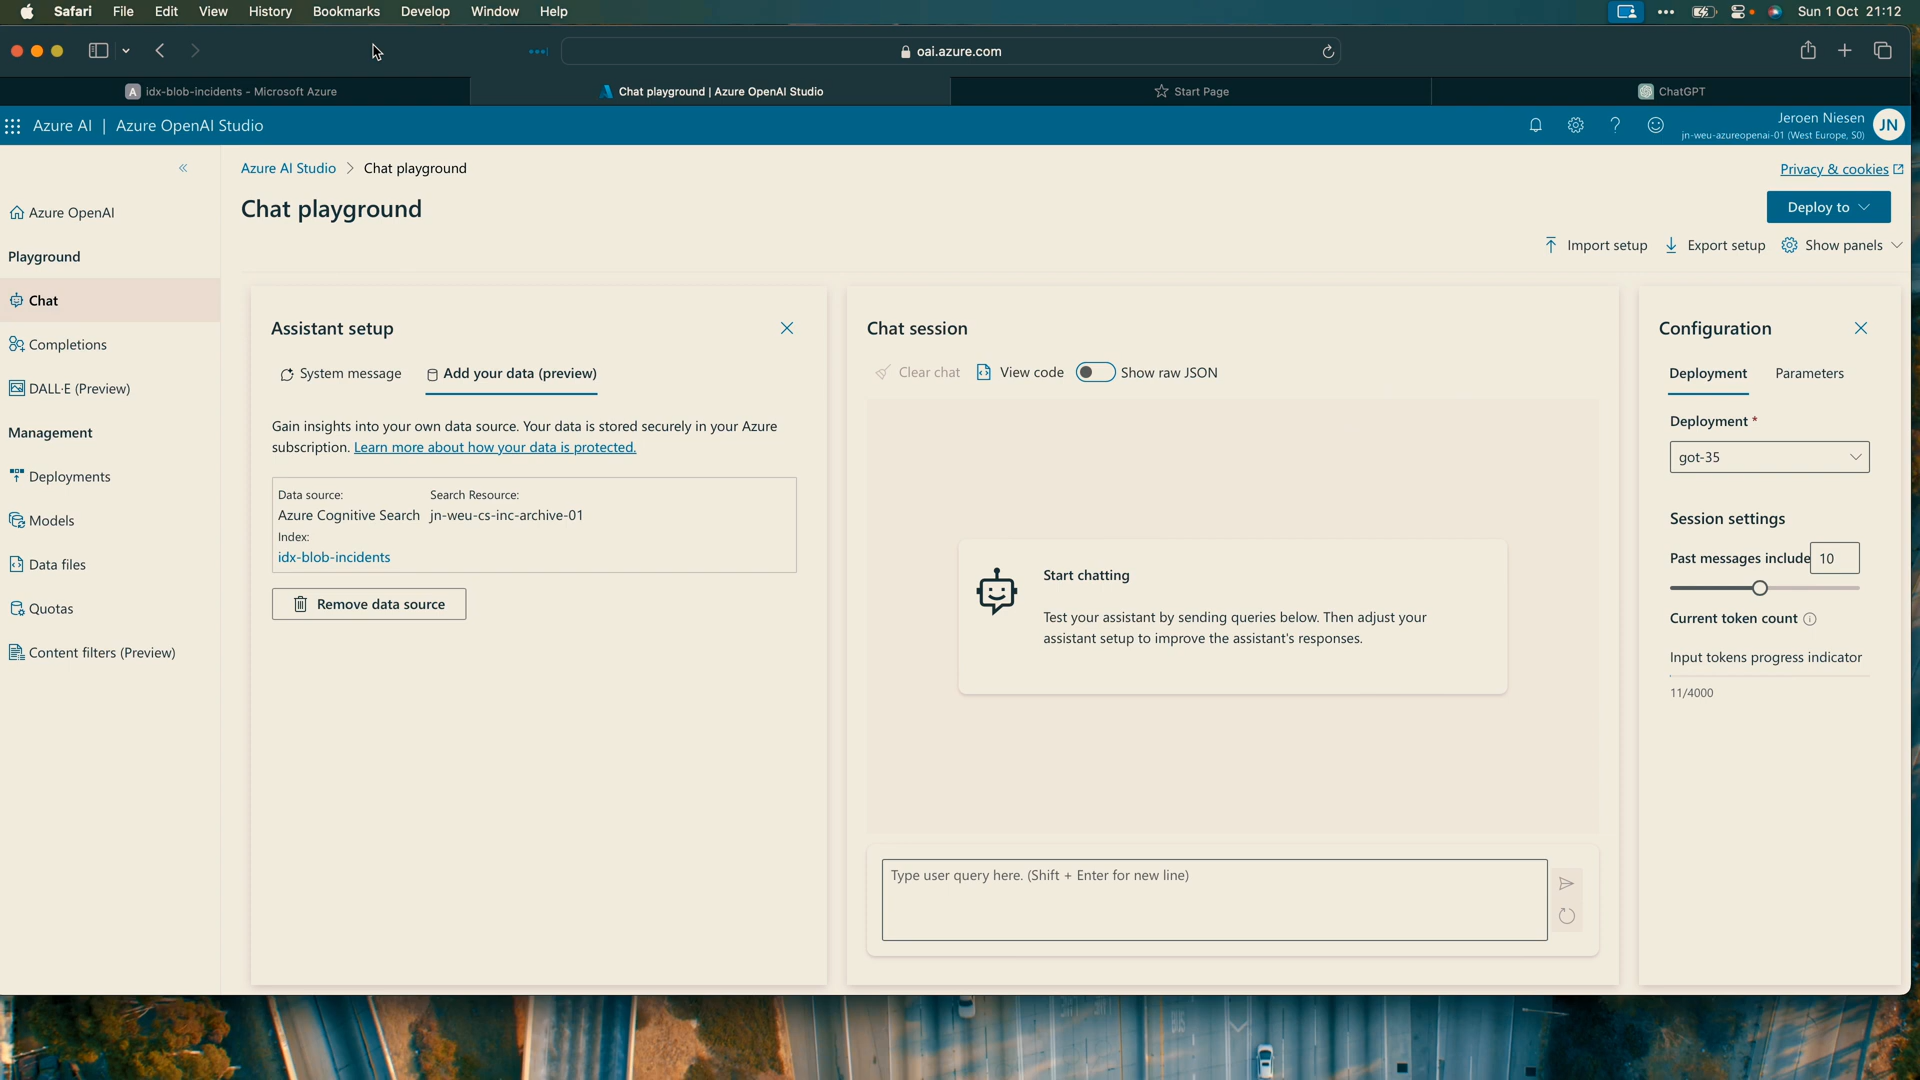 Safari File Edit View History Bookmarks Develop Window Help
Sun 1 Oct 21:12
oai.azure.com
A idx-blob-incidents - Microsoft Azure
Chat playground | Azure OpenAI Studio
Start Page
ChatGPT
Azure AI | Azure OpenAI Studio
Jeroen Niesen
jn-weu-azureopenai-01 (West Europe, S0)
JN
Azure AI Studio > Chat playground
Privacy & cookies
Chat playground
Deploy to
Import setup
Export setup
Show panels
Azure OpenAI
Playground
Chat
Completions
DALL·E (Preview)
Management
Deployments
Models
Data files
Quotas
Content filters (Preview)
Assistant setup
System message
Add your data (preview)
Gain insights into your own data source. Your data is stored securely in your Azure
subscription. Learn more about how your data is protected.
Data source:
Search Resource:
Azure Cognitive Search
jn-weu-cs-inc-archive-01
Index:
idx-blob-incidents
Remove data source
Chat session
Clear chat
View code
Show raw JSON
Start chatting
Test your assistant by sending queries below. Then adjust your
assistant setup to improve the assistant's responses.
Type user query here. (Shift + Enter for new line)
Configuration
Deployment
Parameters
Deployment *
got-35
Session settings
Past messages include
10
Current token count
Input tokens progress indicator
11/4000